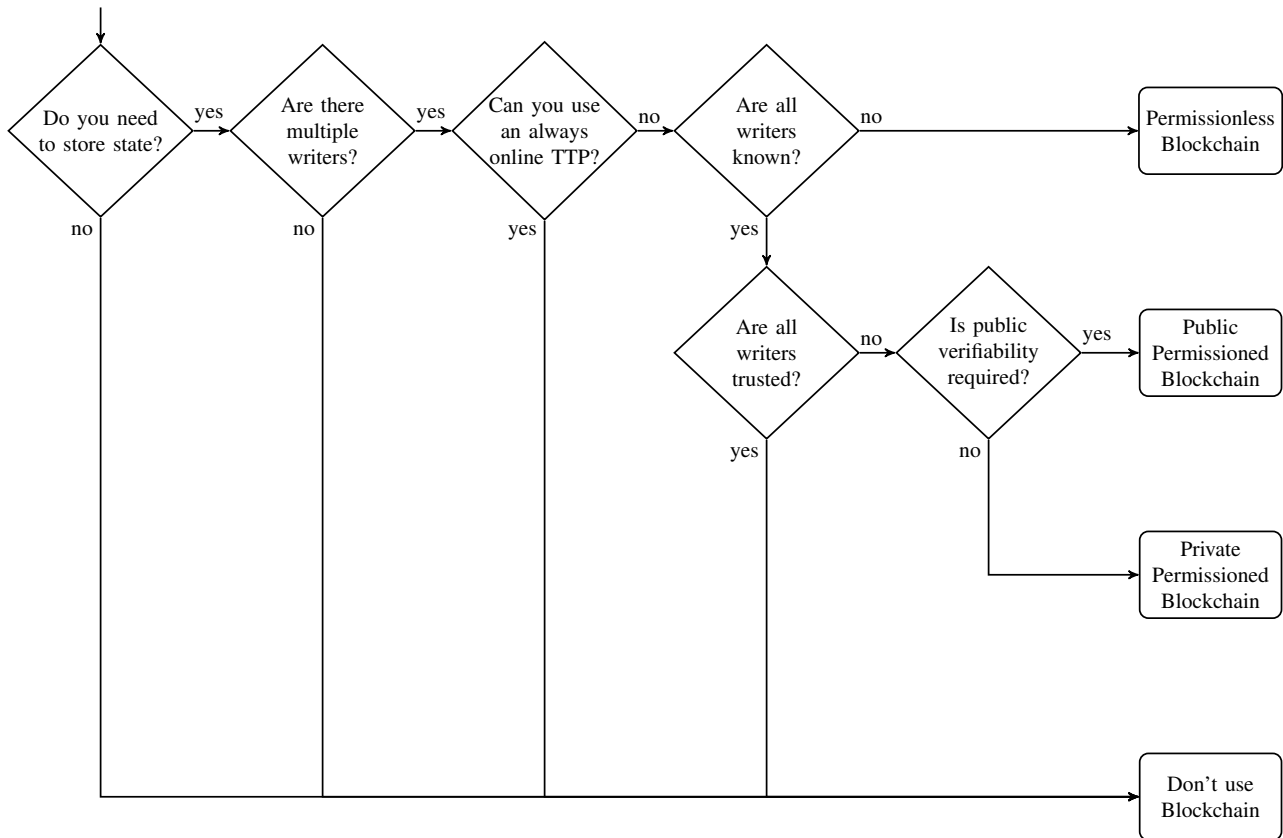 Do you need
to store state?
yes
no
Are there
multiple
writers?
yes
no
Can you use
an always
online TTP?
no
yes
Are all
writers
known?
no
yes
Permissionless
Blockchain
Are all
writers
trusted?
no
yes
Is public
verifiability
required?
yes
no
Public
Permissioned
Blockchain
Private
Permissioned
Blockchain
Don't use
Blockchain